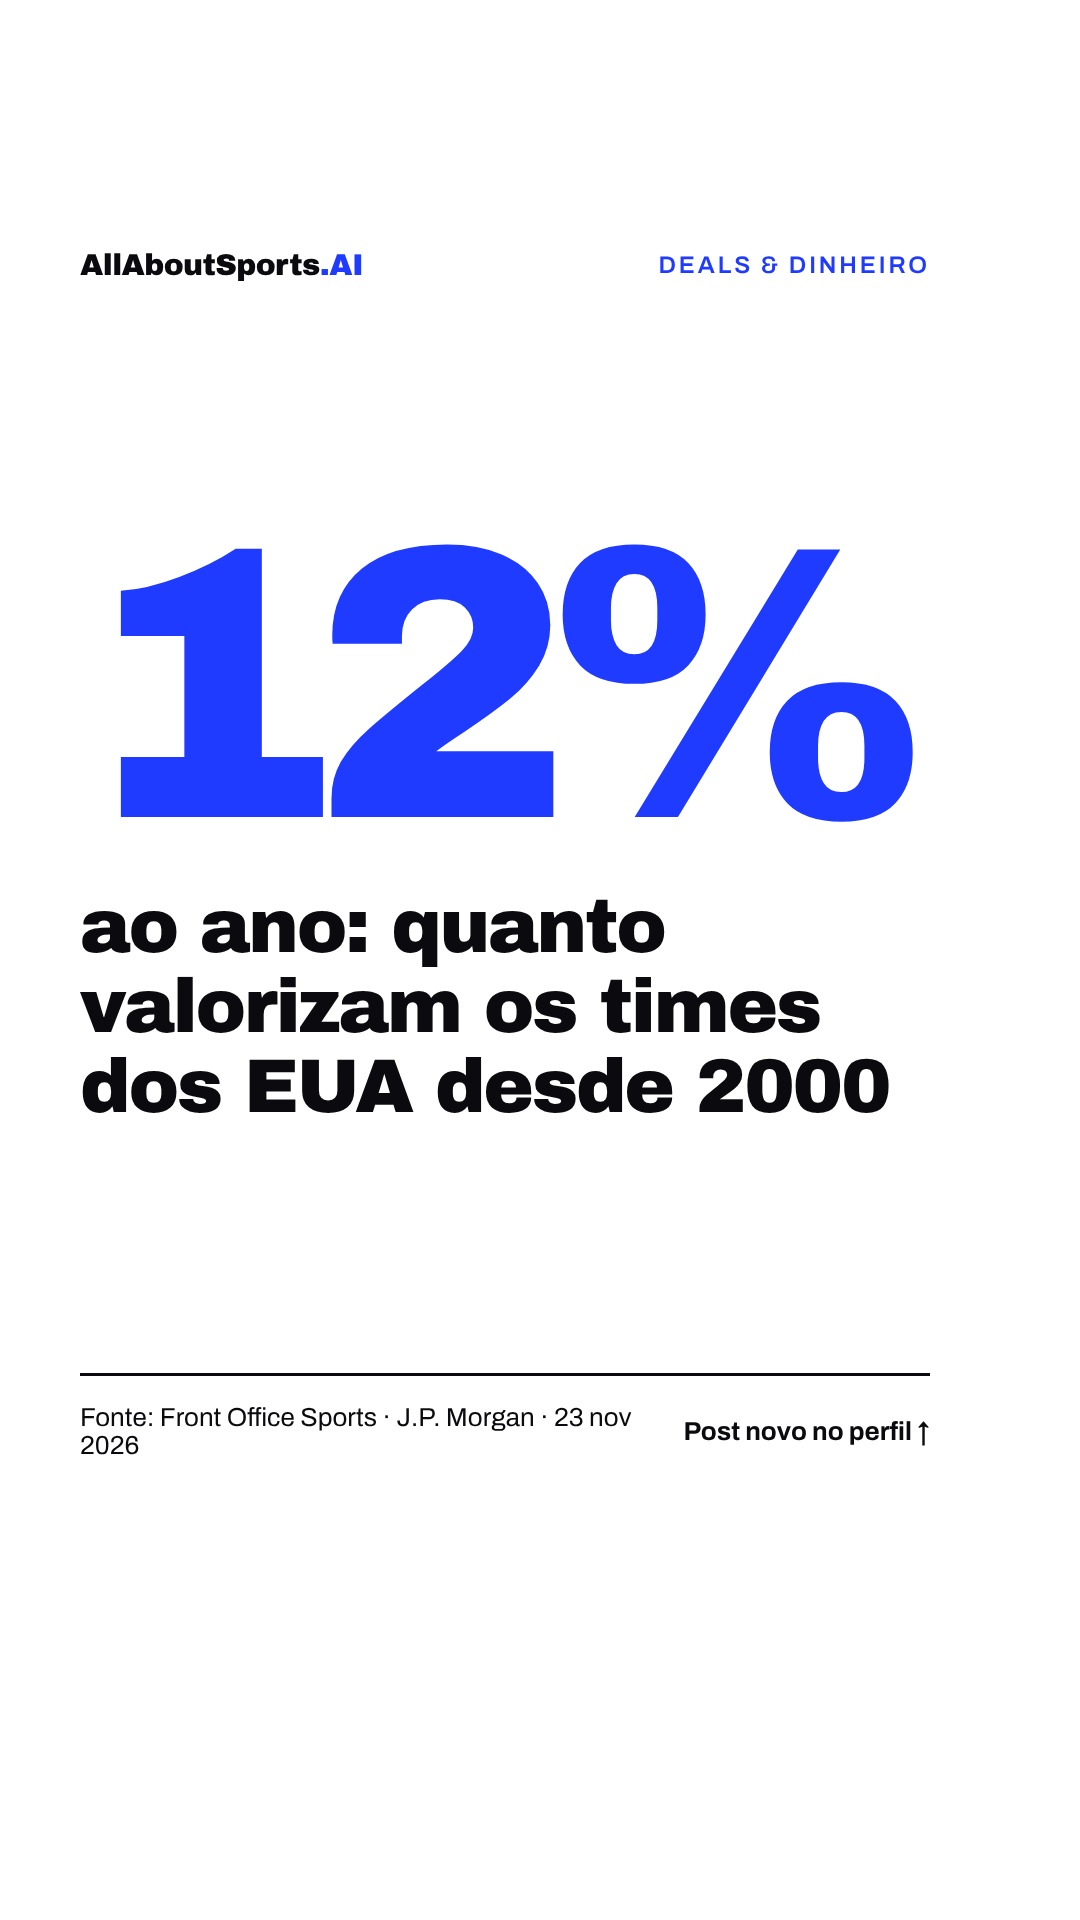 AllAboutSports.AI
DEALS & DINHEIRO
12%
ao ano: quanto
valorizam os times
dos EUA desde 2000
Fonte: Front Office Sports · J.P. Morgan · 23 nov
2026
Post novo no perfil ↑